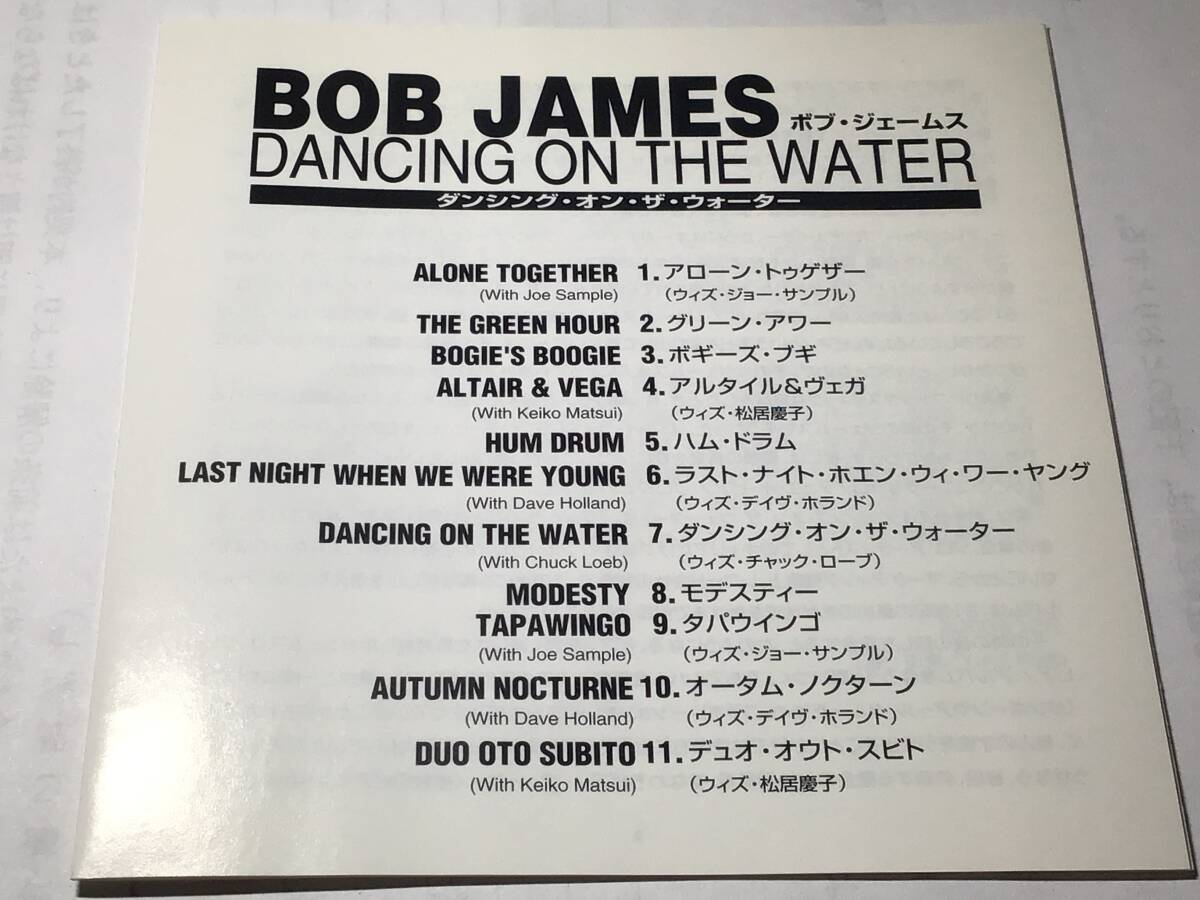 BOB JAMES ボブ・ジェームス
DANCING ON THE WATER
ダンシング・オン・ザ・ウォーター
ALONE TOGETHER 1.アローン・トゥゲザー
(With Joe Sample) (ウィズ・ジョー・サンプル)
THE GREEN HOUR 2.グリーン・アワー
BOGIE'S BOOGIE 3.ボギーズ・ブギ
ALTAIR & VEGA 4.アルタイル&ヴェガ
(With Keiko Matsui) (ウィズ・松居慶子)
HUM DRUM 5.ハム・ドラム
LAST NIGHT WHEN WE WERE YOUNG 6.ラスト・ナイト・ホエン・ウィ・ワー・ヤング
(With Dave Holland) (ウィズ・デイヴ・ホランド)
DANCING ON THE WATER 7.ダンシング・オン・ザ・ウォーター
(With Chuck Loeb) (ウィズ・チャック・ローブ)
MODESTY 8.モデスティー
TAPAWINGO 9.タパウインゴ
(With Joe Sample) (ウィズ・ジョー・サンプル)
AUTUMN NOCTURNE 10.オータム・ノクターン
(With Dave Holland) (ウィズ・デイヴ・ホランド)
DUO OTO SUBITO 11.デュオ・オウト・スビト
(With Keiko Matsui) (ウィズ・松居慶子)